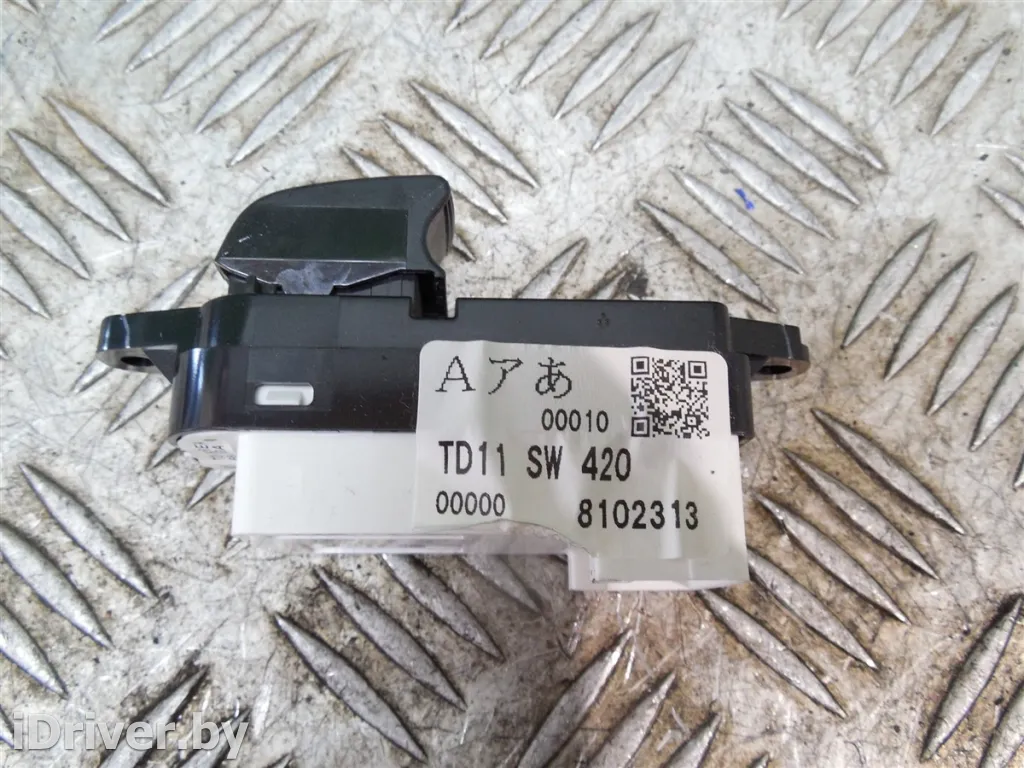 Aアあ
00010
TD11 SW 420
00000 8102313
iDriver.by